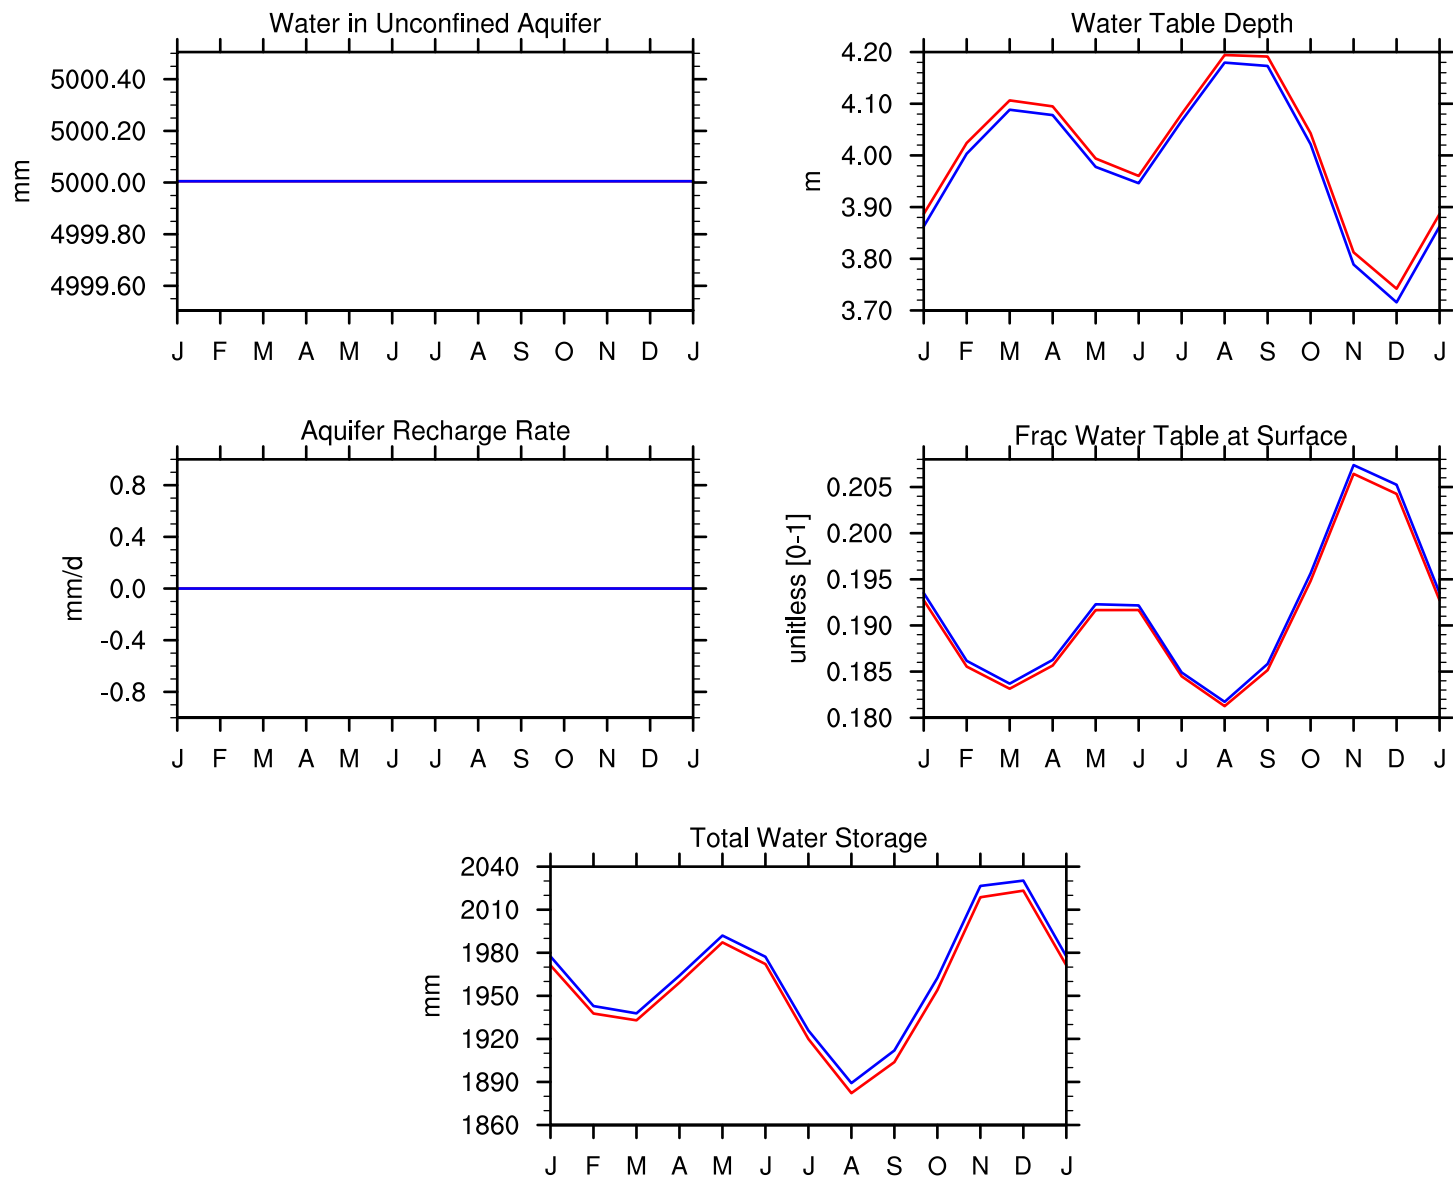 Water in Unconfined Aquifer
mm
5000.40
5000.20
5000.00
4999.80
4999.60
J F M A M J J A S O N D J
Water Table Depth
m
4.20
4.10
4.00
3.90
3.80
3.70
J F M A M J J A S O N D J
Aquifer Recharge Rate
mm/d
0.8
0.4
0.0
-0.4
-0.8
J F M A M J J A S O N D J
Frac Water Table at Surface
unitless [0-1]
0.205
0.200
0.195
0.190
0.185
0.180
J F M A M J J A S O N D J
Total Water Storage
mm
2040
2010
1980
1950
1920
1890
1860
J F M A M J J A S O N D J